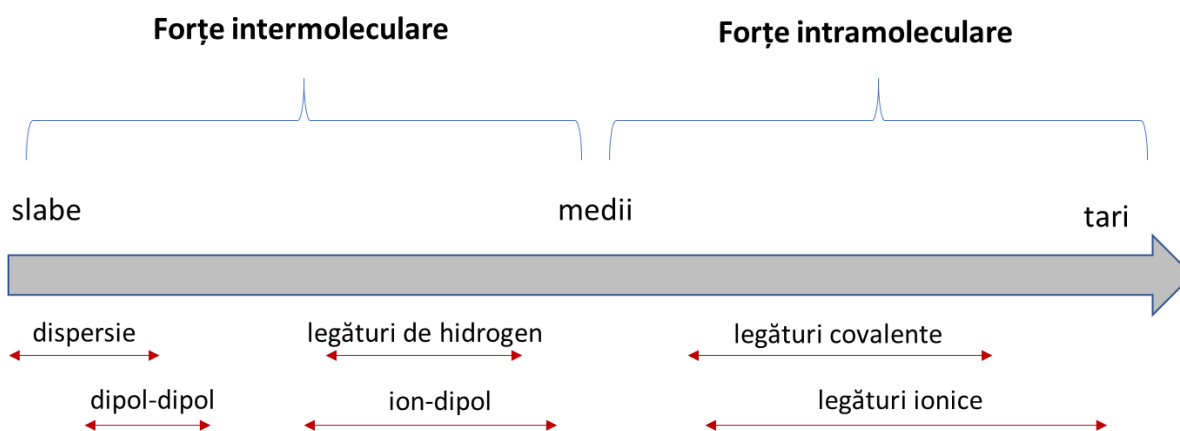 Forțe intermoleculare
Forțe intramoleculare
slabe
medii
tari
dispersie
legături de hidrogen
legături covalente
dipol-dipol
ion-dipol
legături ionice